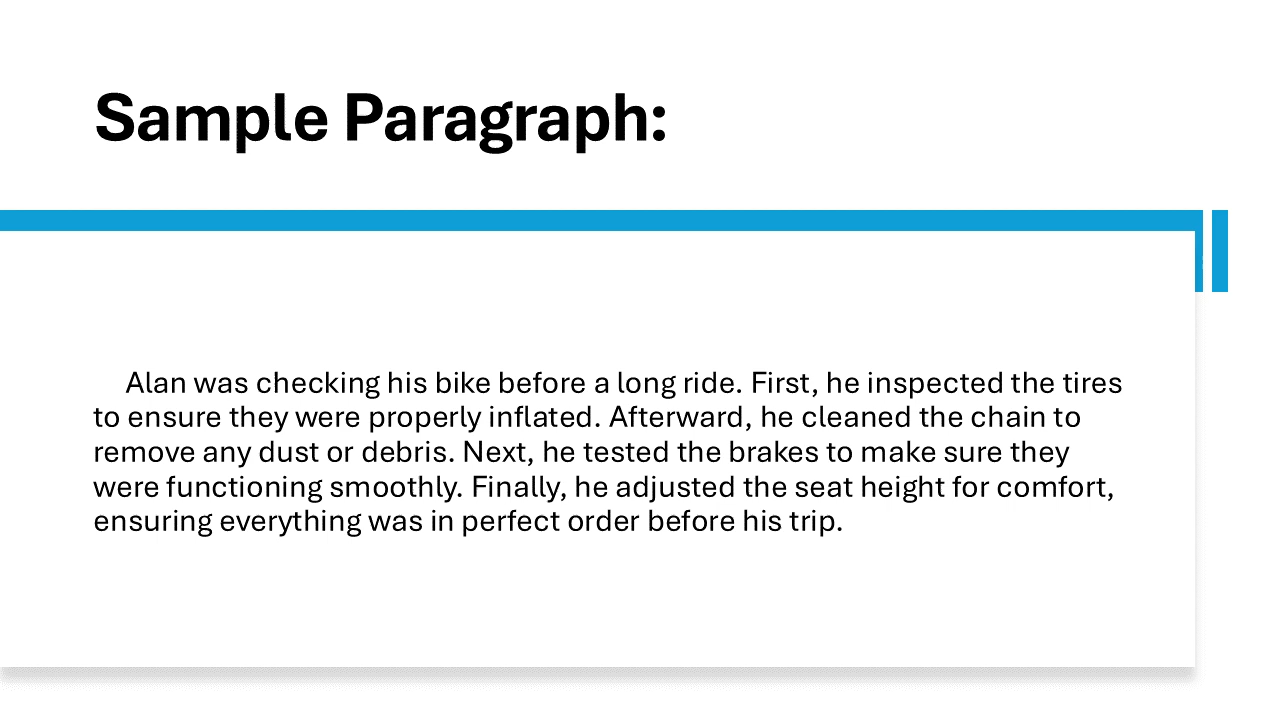 Sample Paragraph:
Alan was checking his bike before a long ride. First, he inspected the tires
to ensure they were properly inflated. Afterward, he cleaned the chain to
remove any dust or debris. Next, he tested the brakes to make sure they
were functioning smoothly. Finally, he adjusted the seat height for comfort,
ensuring everything was in perfect order before his trip.